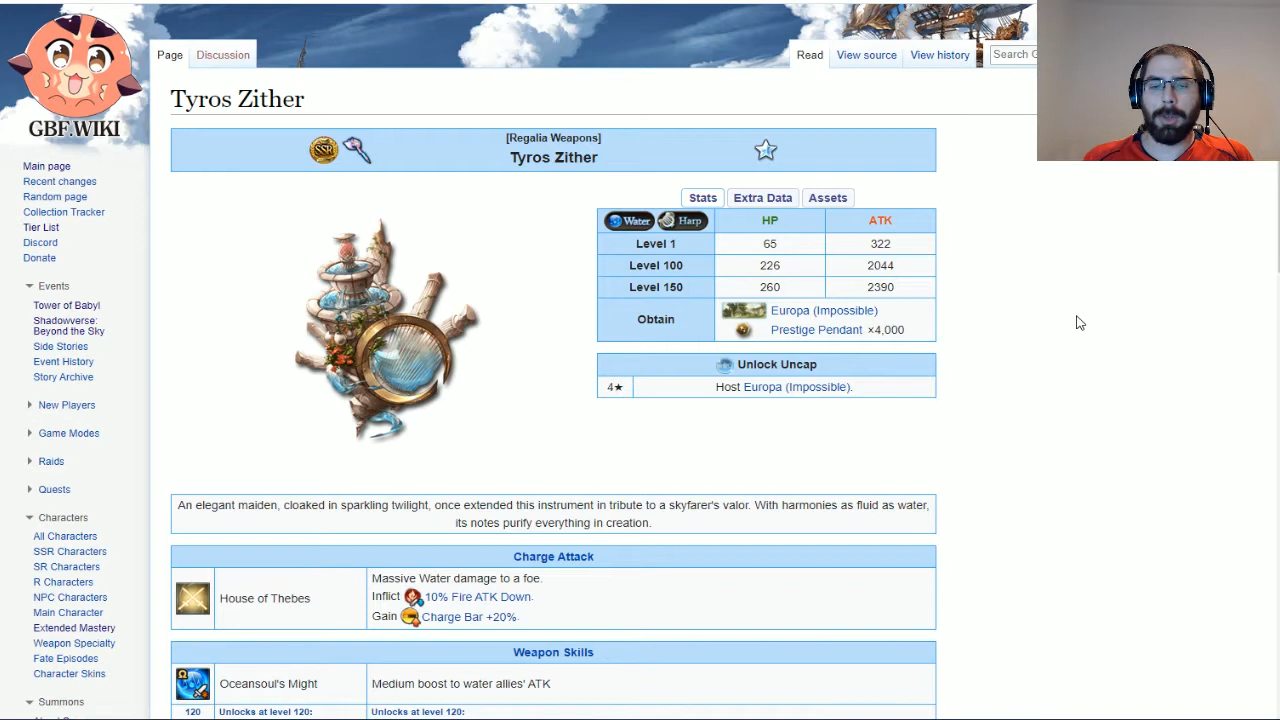 GBF.WIKI
Main page
Recent changes
Random page
Collection Tracker
Tier List
Discord
Donate
Events
Tower of Babyl
Shadowverse:
Beyond the Sky
Side Stories
Event History
Story Archive
New Players
Game Modes
Raids
Quests
Characters
All Characters
SSR Characters
SR Characters
R Characters
NPC Characters
Main Character
Extended Mastery
Weapon Specialty
Fate Episodes
Character Skins
Summons
Page Discussion Read View source View history Search G
Tyros Zither
SSR
[Regalia Weapons]
Tyros Zither
Stats Extra Data Assets
Water Harp HP ATK
Level 1 65 322
Level 100 226 2044
Level 150 260 2390
Obtain Europa (Impossible)
Prestige Pendant ×4,000
Unlock Uncap
4★ Host Europa (Impossible).
An elegant maiden, cloaked in sparkling twilight, once extended this instrument in tribute to a skyfarer's valor. With harmonies as fluid as water,
its notes purify everything in creation.
Charge Attack
House of Thebes
Massive Water damage to a foe.
Inflict 10% Fire ATK Down.
Gain Charge Bar +20%.
Weapon Skills
Oceansoul's Might Medium boost to water allies' ATK
120 Unlocks at level 120: Unlocks at level 120: